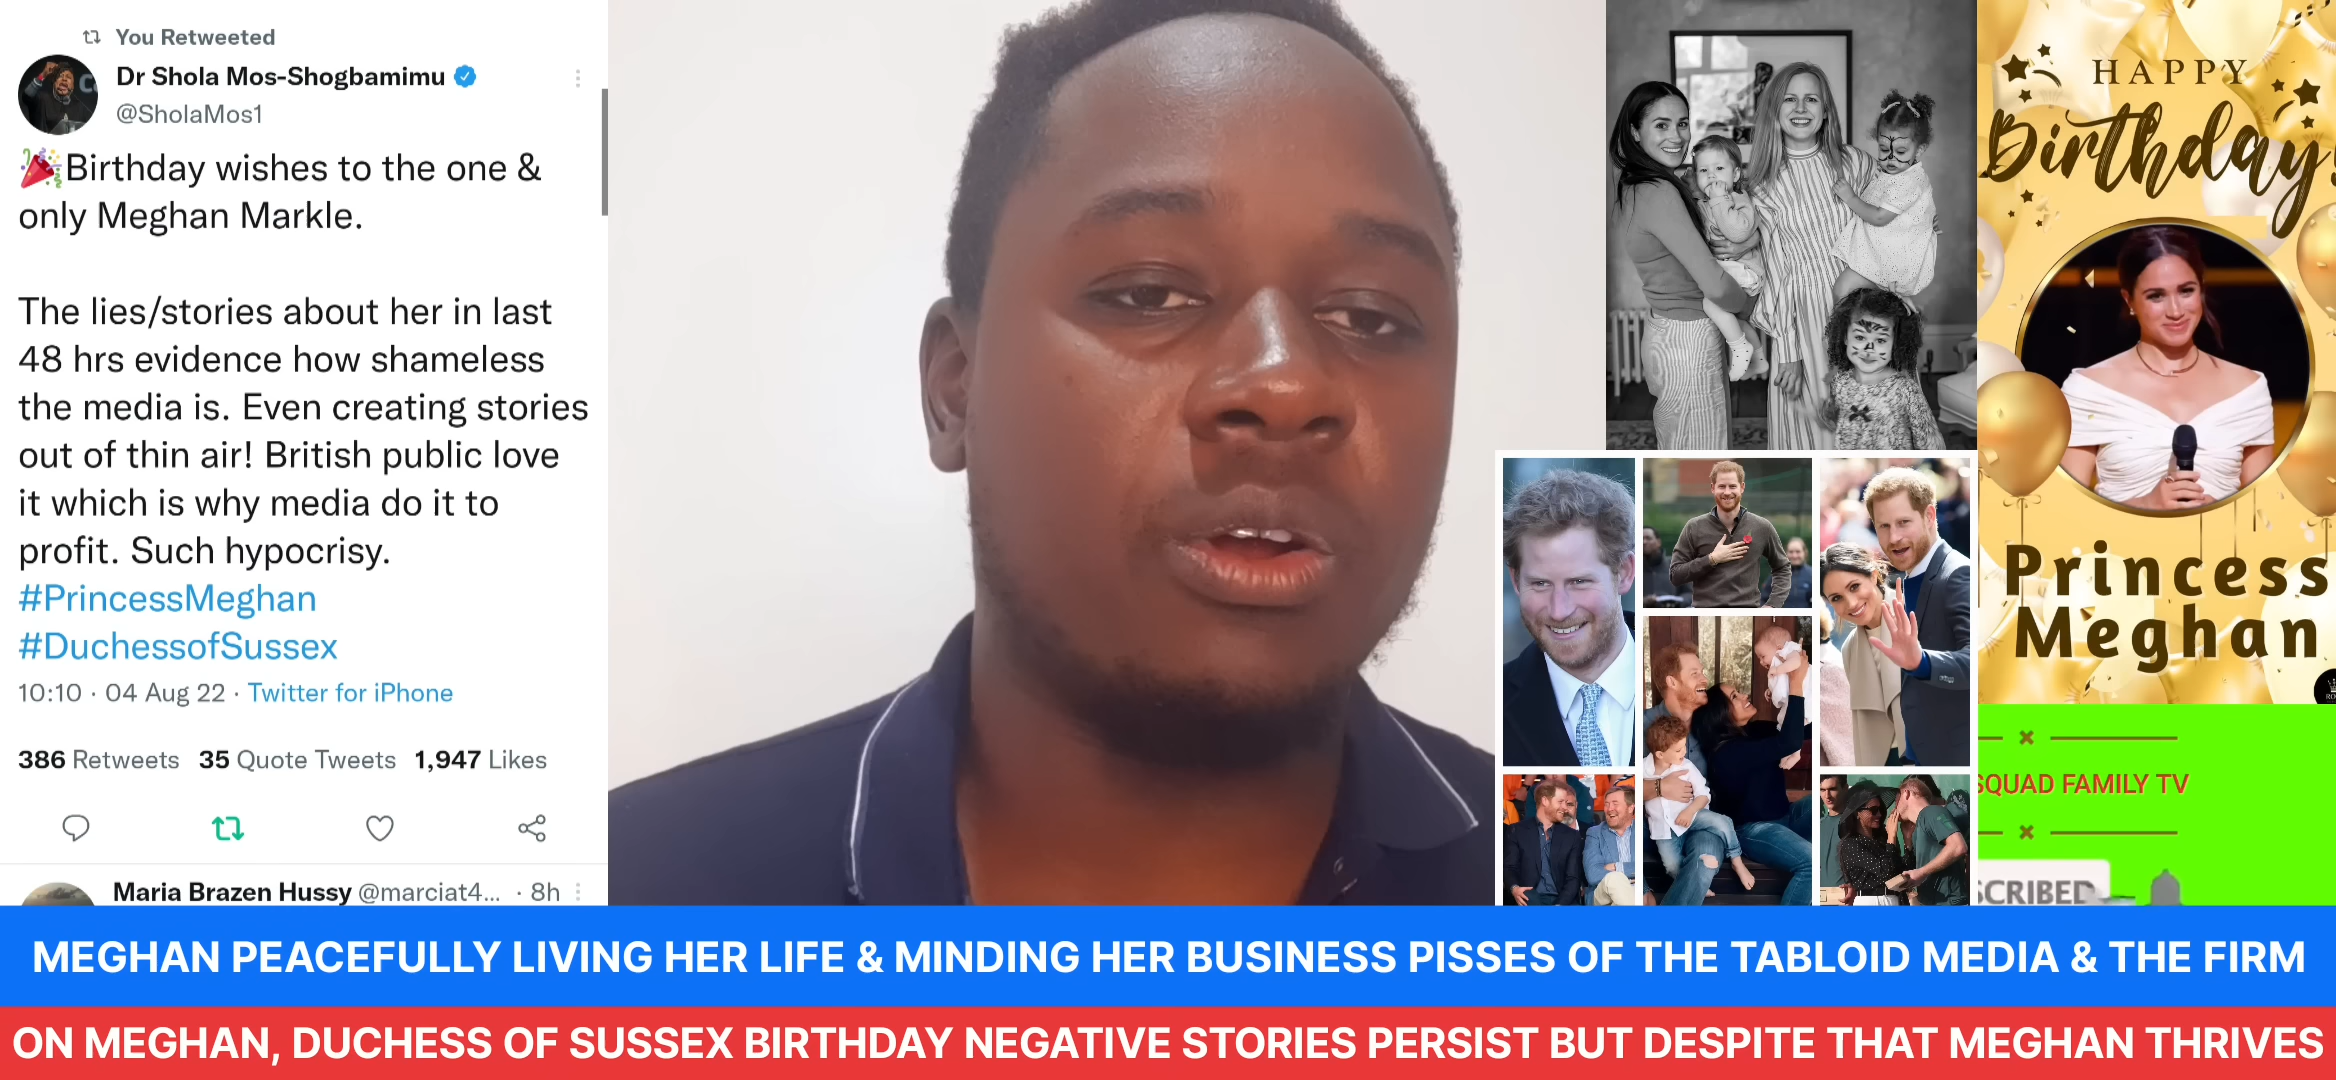 You Retweeted
Dr Shola Mos-Shogbamimu
@SholaMos1
🎉Birthday wishes to the one &
only Meghan Markle.
The lies/stories about her in last
48 hrs evidence how shameless
the media is. Even creating stories
out of thin air! British public love
it which is why media do it to
profit. Such hypocrisy.
#PrincessMeghan
#DuchessofSussex
10:10 · 04 Aug 22 · Twitter for iPhone
386 Retweets 35 Quote Tweets 1,947 Likes
Maria Brazen Hussy @marciat4... · 8h
HAPPY
Birthday!
Princess
Meghan
SQUAD FAMILY TV
SCRIBED
MEGHAN PEACEFULLY LIVING HER LIFE & MINDING HER BUSINESS PISSES OF THE TABLOID MEDIA & THE FIRM
ON MEGHAN, DUCHESS OF SUSSEX BIRTHDAY NEGATIVE STORIES PERSIST BUT DESPITE THAT MEGHAN THRIVES